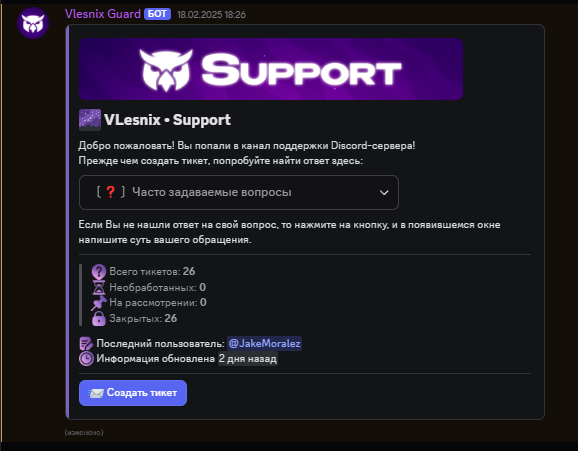 Vlesnix Guard БОТ 18.02.2025 18:26
SUPPORT
VLesnix • Support
Добро пожаловать! Вы попали в канал поддержки Discord-сервера!
Прежде чем создать тикет, попробуйте найти ответ здесь:
[ ❓ ] Часто задаваемые вопросы
Если Вы не нашли ответ на свой вопрос, то нажмите на кнопку, и в появившемся окне
напишите суть вашего обращения.
Всего тикетов: 26
Необработанных: 0
На рассмотрении: 0
Закрытых: 26
Последний пользователь: @JakeMoralez
Информация обновлена 2 дня назад
Создать тикет
(изменено)